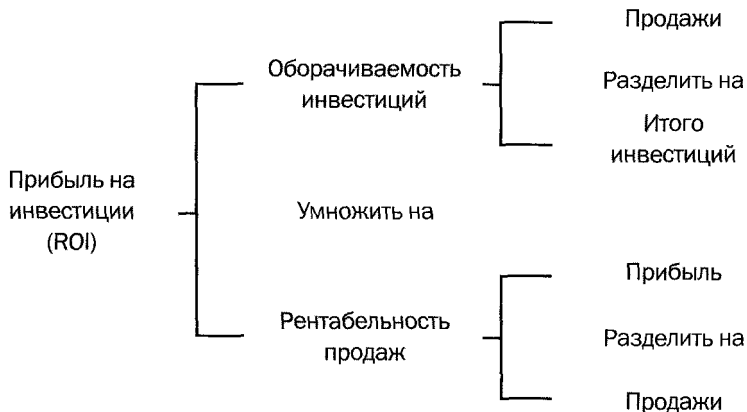 Продажи
Оборачиваемость
инвестиций
Разделить на
Итого
инвестиций
Прибыль на
инвестиции
(ROI)
Умножить на
Прибыль
Рентабельность
продаж
Разделить на
Продажи